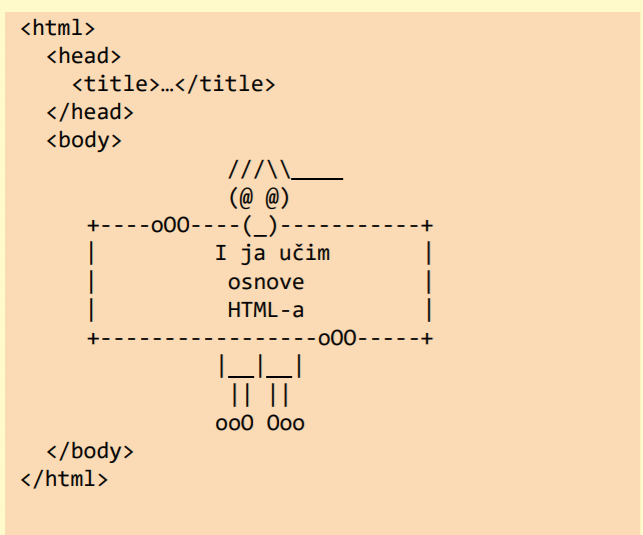 <html>
  <head>
    <title>…</title>
  </head>
  <body>
                ///\\____
                (@ @)
     +----oOO----(_)-----------+
     |         I ja učim       |
     |          osnove         |
     |          HTML-a         |
     +-----------------oOO-----+
               |__|__|
                || ||
               ooO Ooo
  </body>
</html>